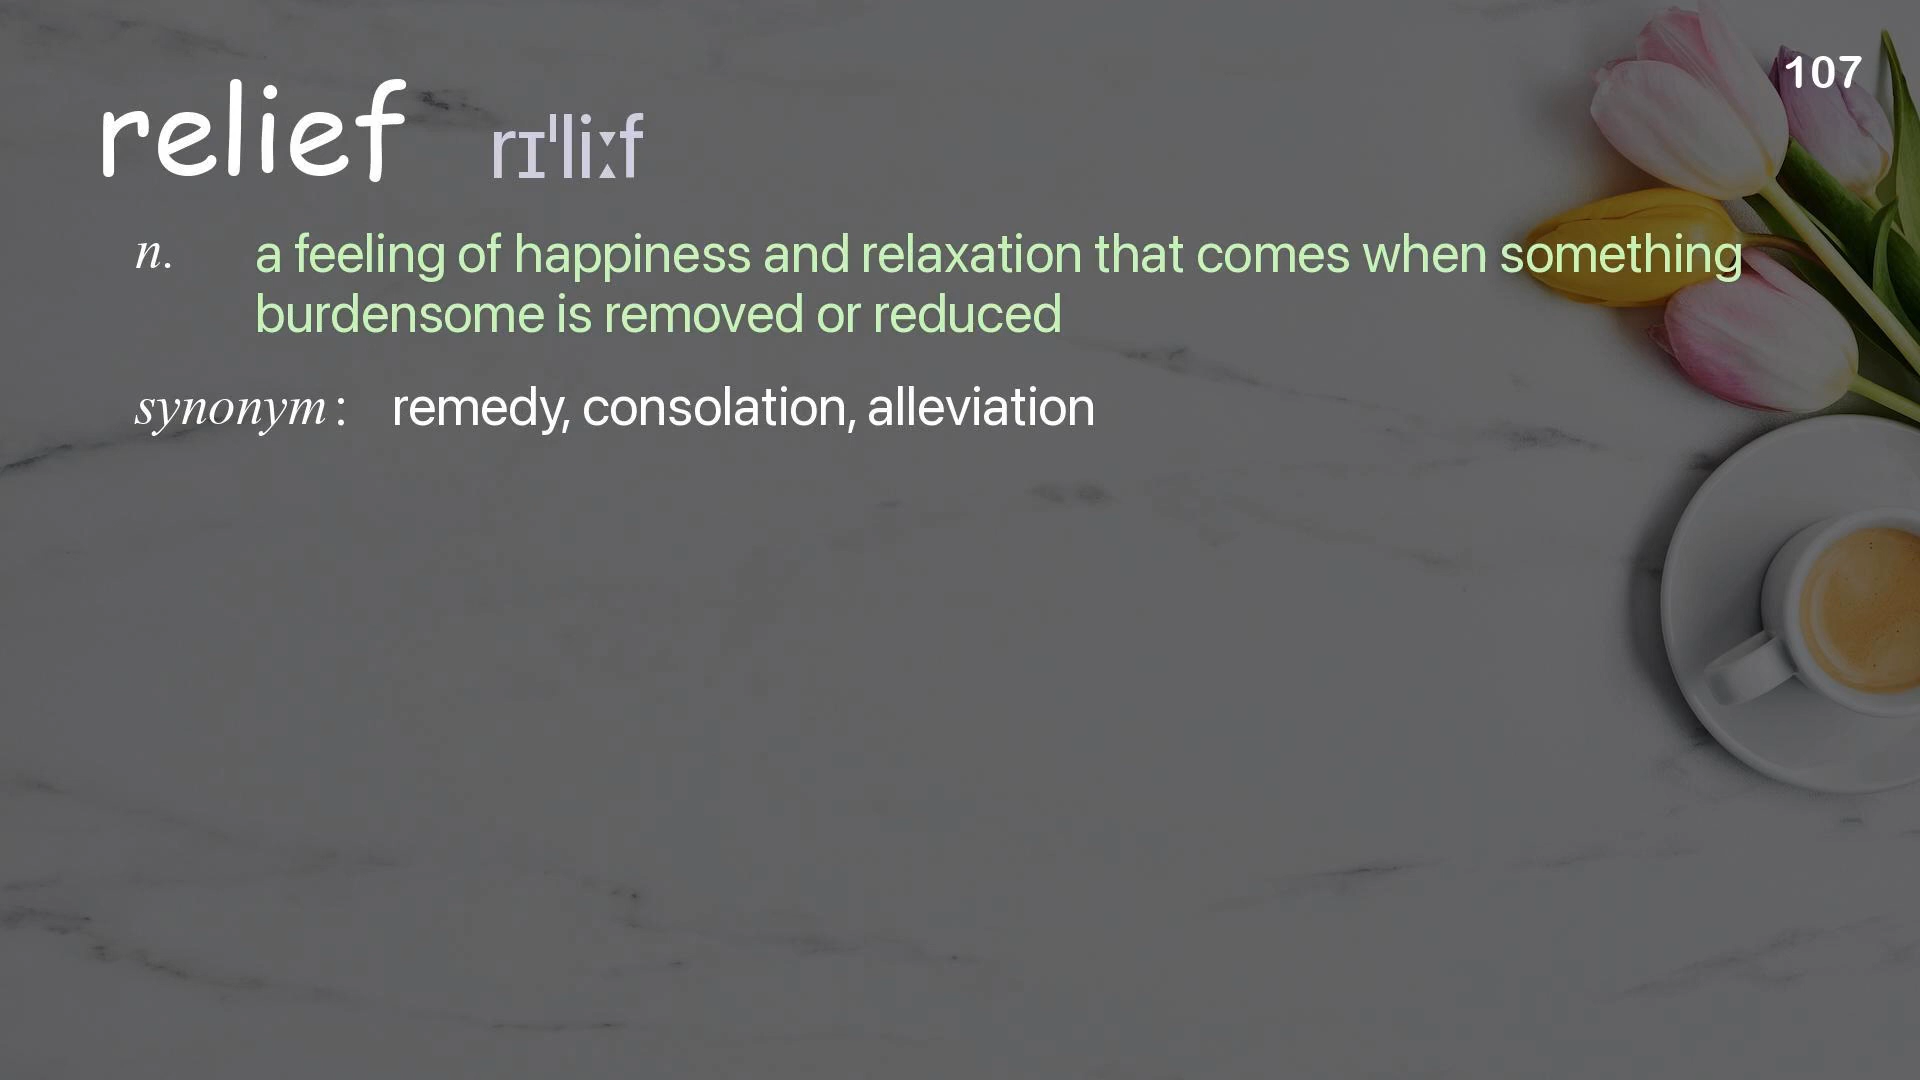 107
relief rɪˈliːf
n. a feeling of happiness and relaxation that comes when something
burdensome is removed or reduced
synonym: remedy, consolation, alleviation